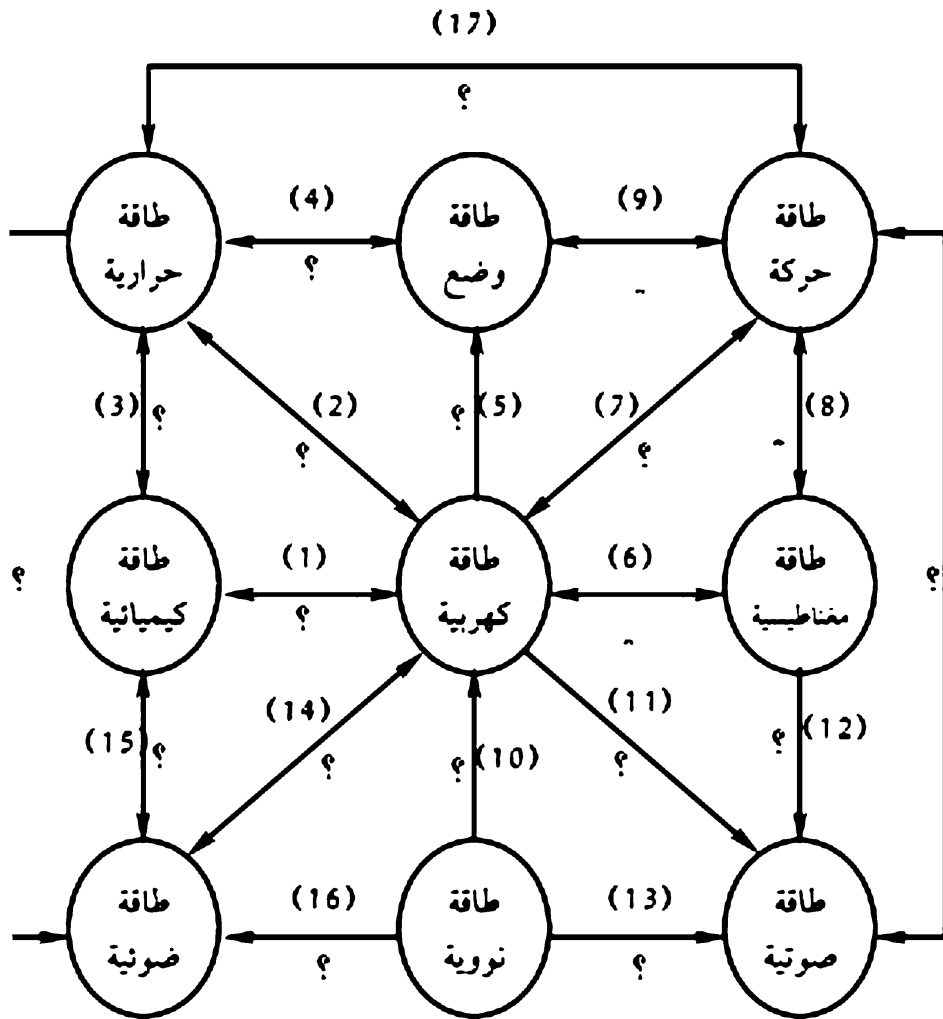 (17)
؟
طاقة
حرارية
(4)
؟
طاقة
وضع
(9)
طاقة
حركة
(3)
؟
(2)
؟
؟
(5)
(7)
؟
(8)
؟
طاقة
كيميائية
(1)
؟
طاقة
كهربية
(6)
طاقة
مغناطيسية
؟
(15)
؟
(14)
؟
؟
(10)
(11)
؟
؟
(12)
طاقة
ضوئية
(16)
؟
طاقة
نووية
(13)
؟
طاقة
صوتية